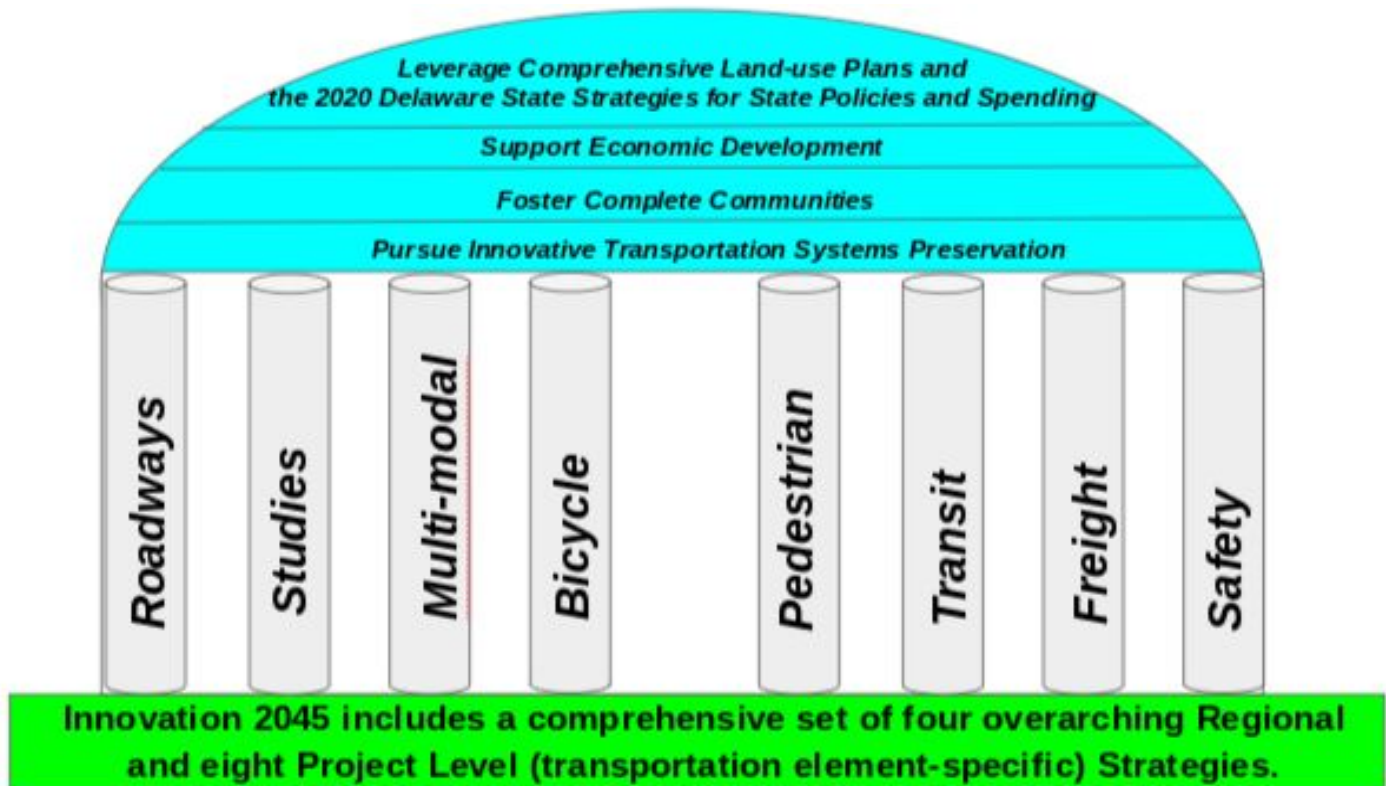 Leverage Comprehensive Land-use Plans and
the 2020 Delaware State Strategies for State Policies and Spending
Support Economic Development
Foster Complete Communities
Pursue Innovative Transportation Systems Preservation
Roadways
Studies
Multi-modal
Bicycle
Pedestrian
Transit
Freight
Safety
Innovation 2045 includes a comprehensive set of four overarching Regional
and eight Project Level (transportation element-specific) Strategies.